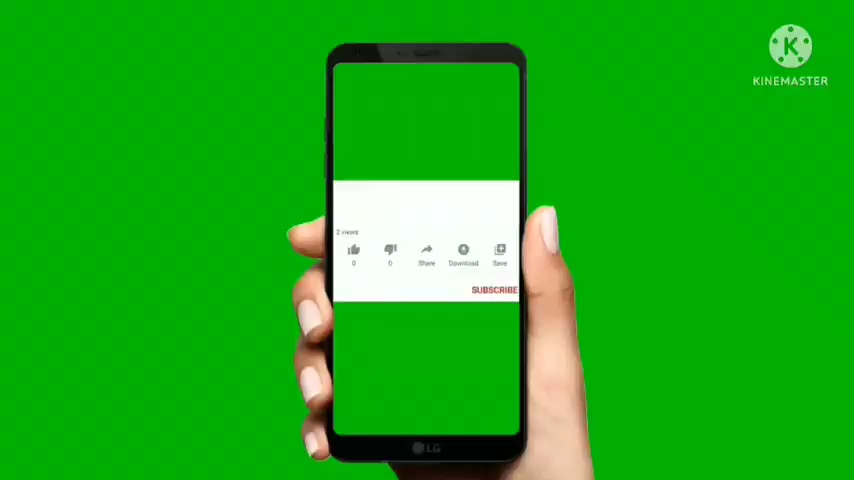 KINEMASTER
2 views
0 0 Share Download Save
SUBSCRIBE
LG